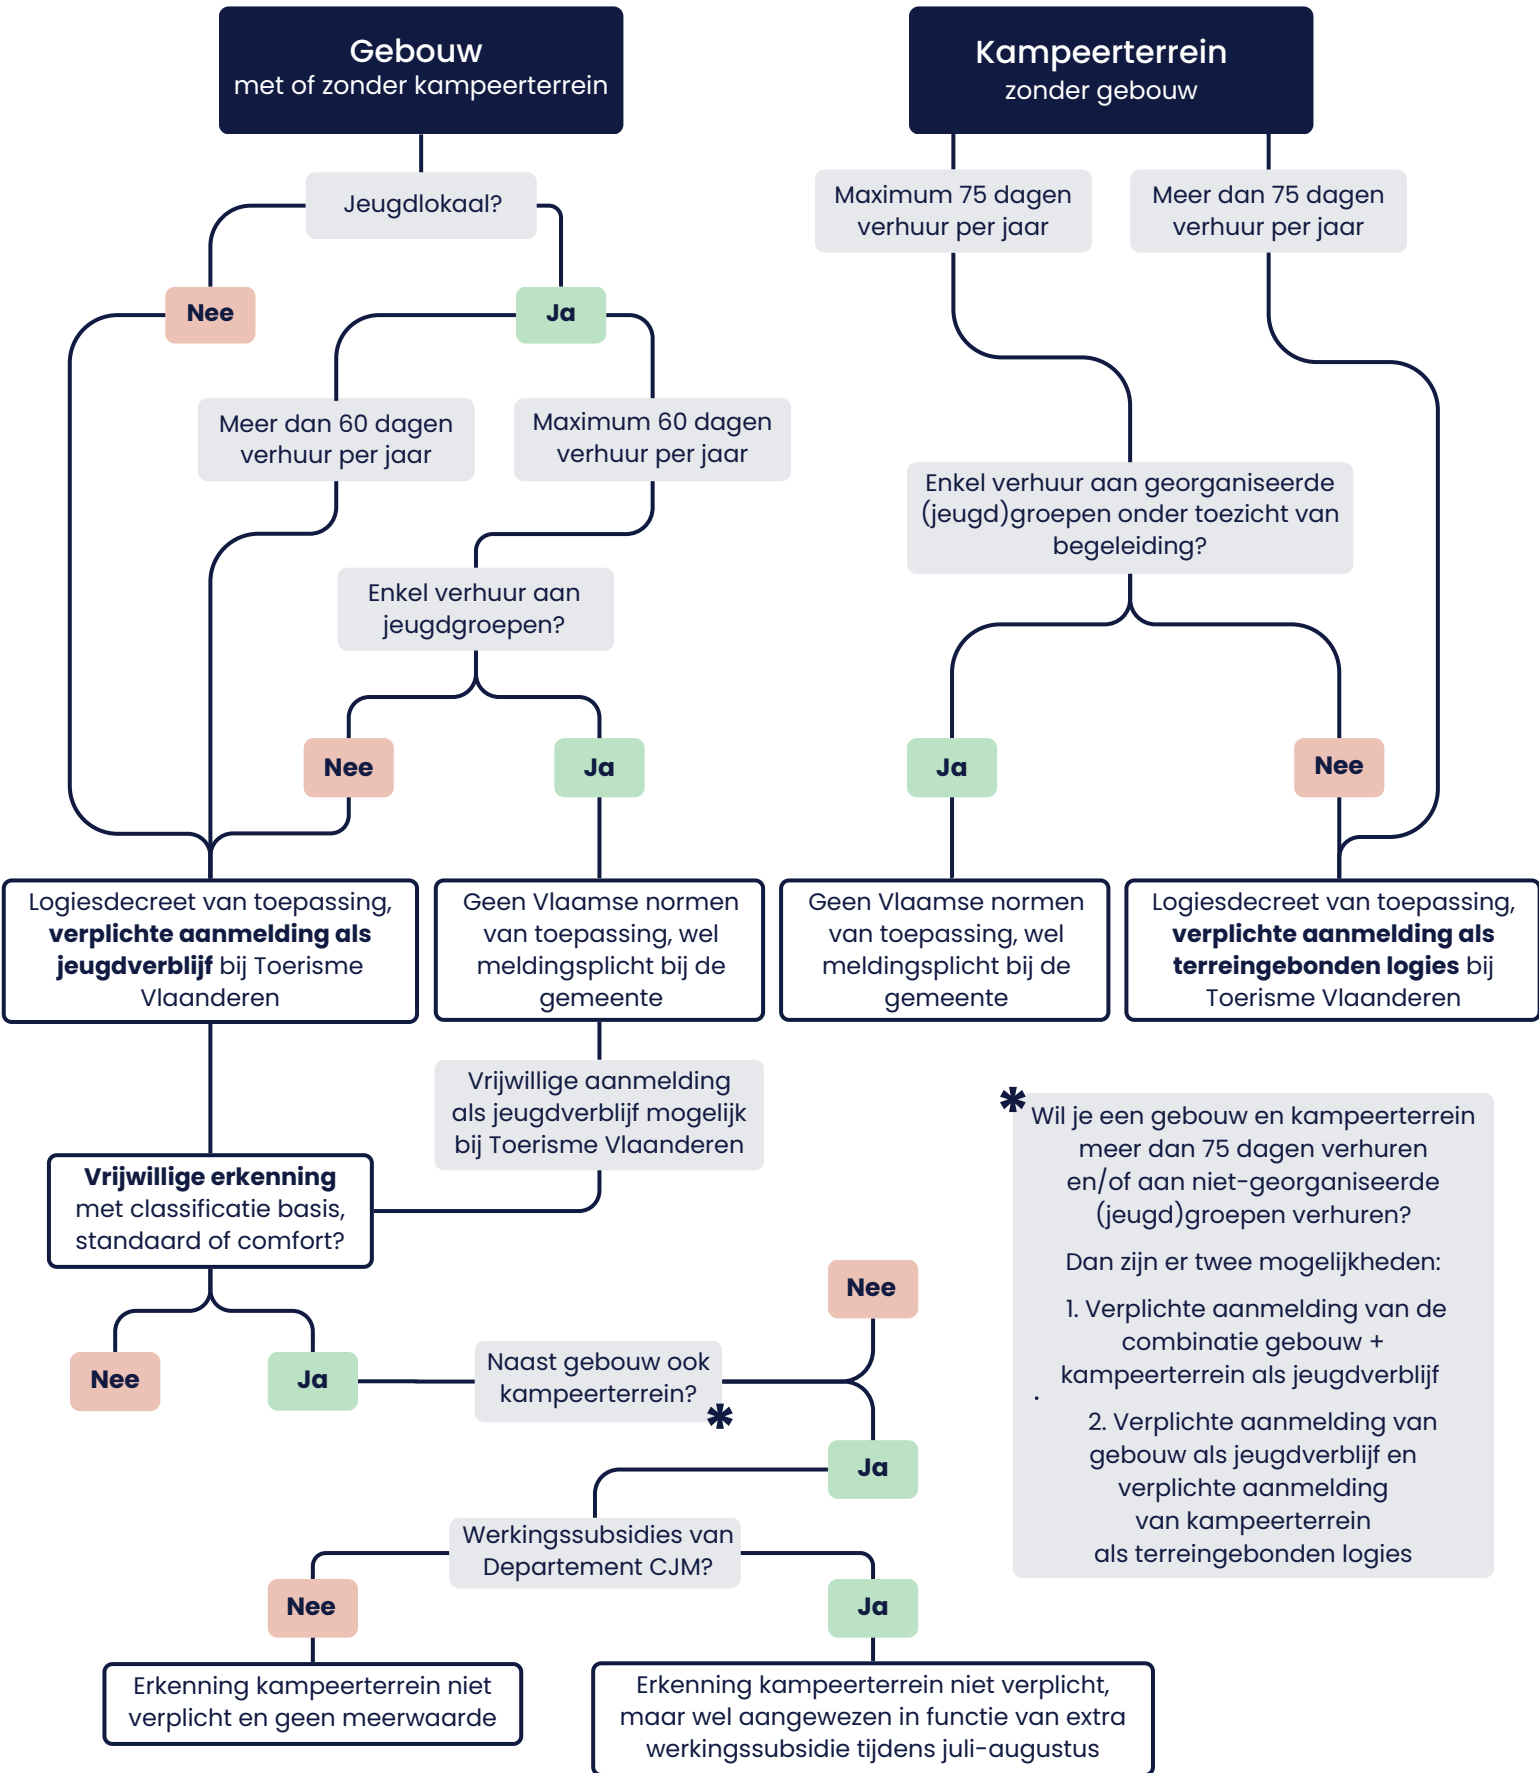 Gebouw
met of zonder kampeerterrein
Kampeerterrein
zonder gebouw
Jeugdlokaal?
Maximum 75 dagen
verhuur per jaar
Meer dan 75 dagen
verhuur per jaar
Nee
Ja
Meer dan 60 dagen
verhuur per jaar
Maximum 60 dagen
verhuur per jaar
Enkel verhuur aan georganiseerde
(jeugd)groepen onder toezicht van
begeleiding?
Enkel verhuur aan
jeugdgroepen?
Nee
Ja
Ja
Nee
Logiesdecreet van toepassing,
verplichte aanmelding als
jeugdverblijf bij Toerisme
Vlaanderen
Geen Vlaamse normen
van toepassing, wel
meldingsplicht bij de
gemeente
Geen Vlaamse normen
van toepassing, wel
meldingsplicht bij de
gemeente
Logiesdecreet van toepassing,
verplichte aanmelding als
terreingebonden logies bij
Toerisme Vlaanderen
Vrijwillige aanmelding
als jeugdverblijf mogelijk
bij Toerisme Vlaanderen
Vrijwillige erkenning
met classificatie basis,
standaard of comfort?
Nee
Ja
Naast gebouw ook
kampeerterrein?
*
Nee
Ja
Werkingssubsidies van
Departement CJM?
Nee
Ja
Erkenning kampeerterrein niet
verplicht en geen meerwaarde
Erkenning kampeerterrein niet verplicht,
maar wel aangewezen in functie van extra
werkingssubsidie tijdens juli-augustus
* Wil je een gebouw en kampeerterrein
meer dan 75 dagen verhuren
en/of aan niet-georganiseerde
(jeugd)groepen verhuren?
Dan zijn er twee mogelijkheden:
1. Verplichte aanmelding van de
combinatie gebouw +
kampeerterrein als jeugdverblijf
.
2. Verplichte aanmelding van
gebouw als jeugdverblijf en
verplichte aanmelding
van kampeerterrein
als terreingebonden logies